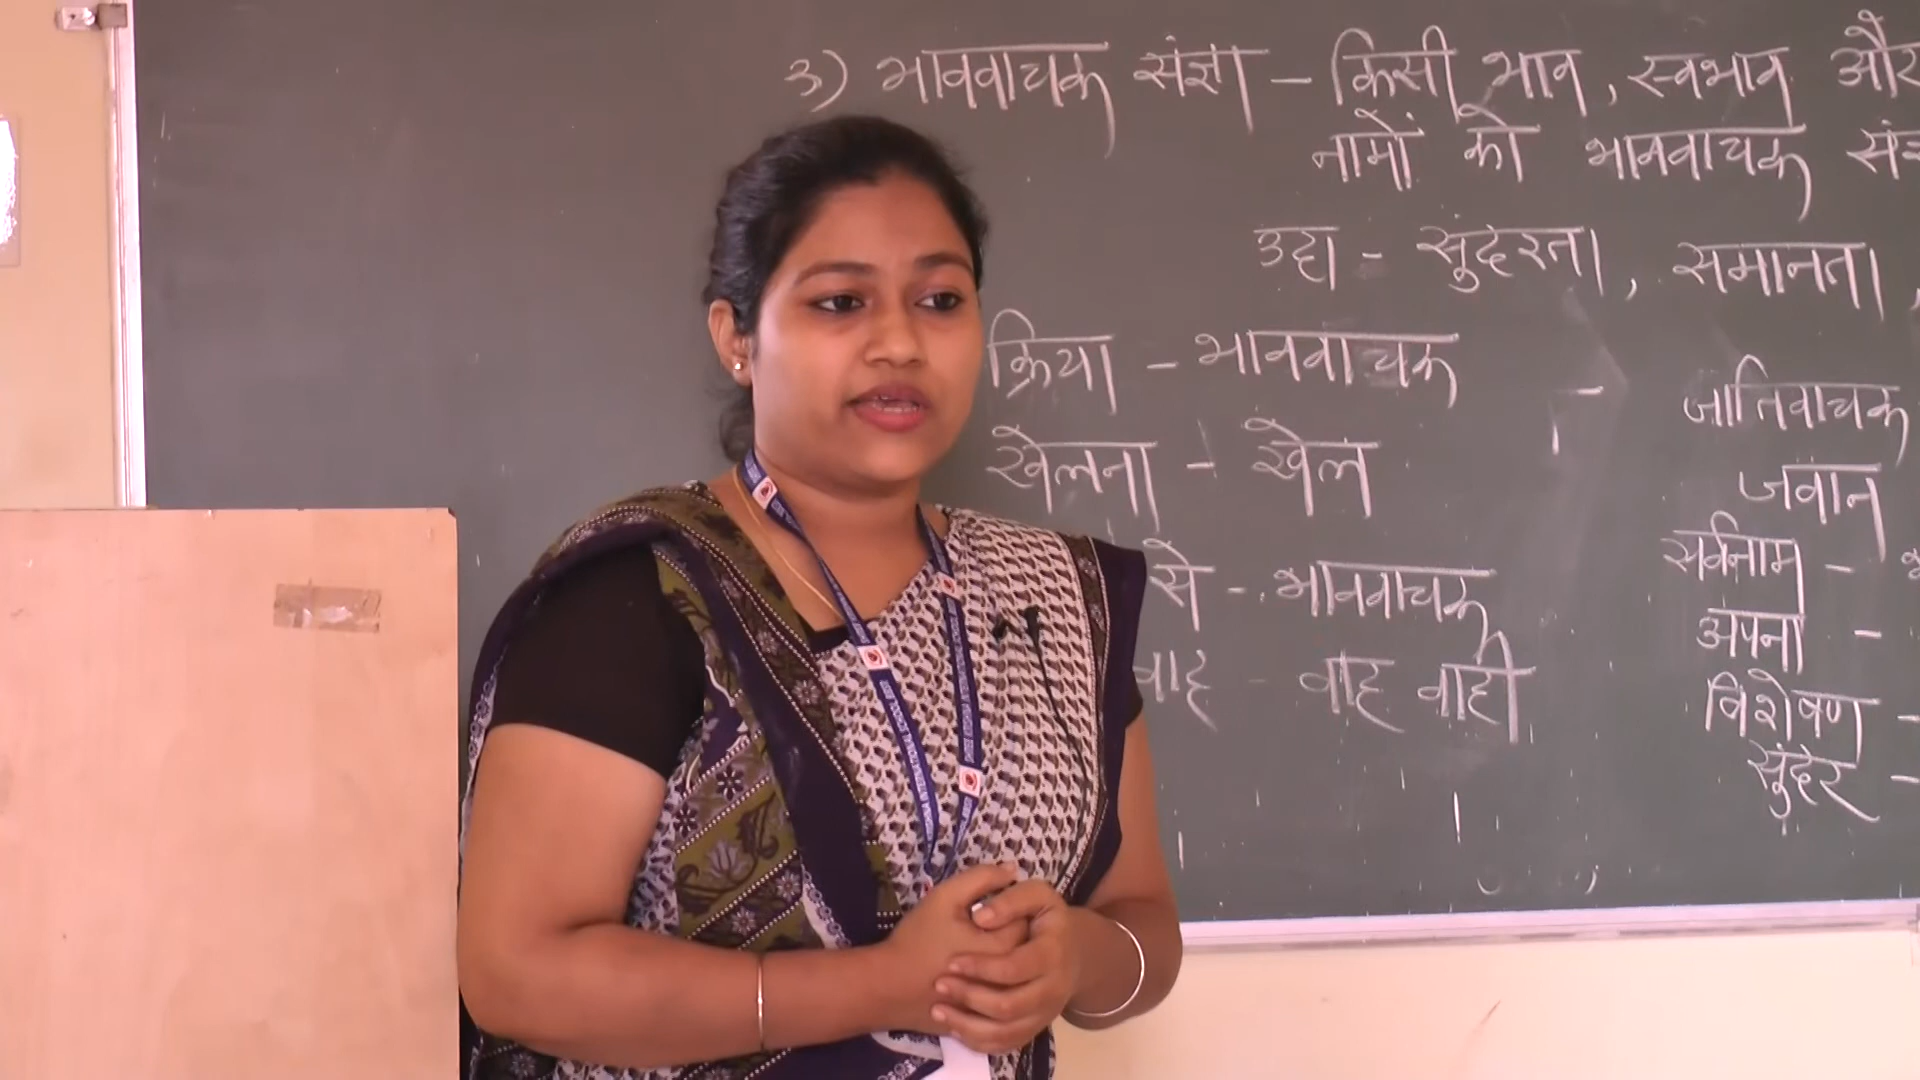 3) भाववाचक संज्ञा - किसी भाव, स्वभाव और
नामों को भाववाचक
उदा - सुंदरता, समानता,
क्रिया - भाववाचक -
खेलना - खेल
से - भाववाचक
वाह - वाह वाही
जातिवाचक
जवान
सर्वनाम -
अपना -
विशेषण -
सुंदर -